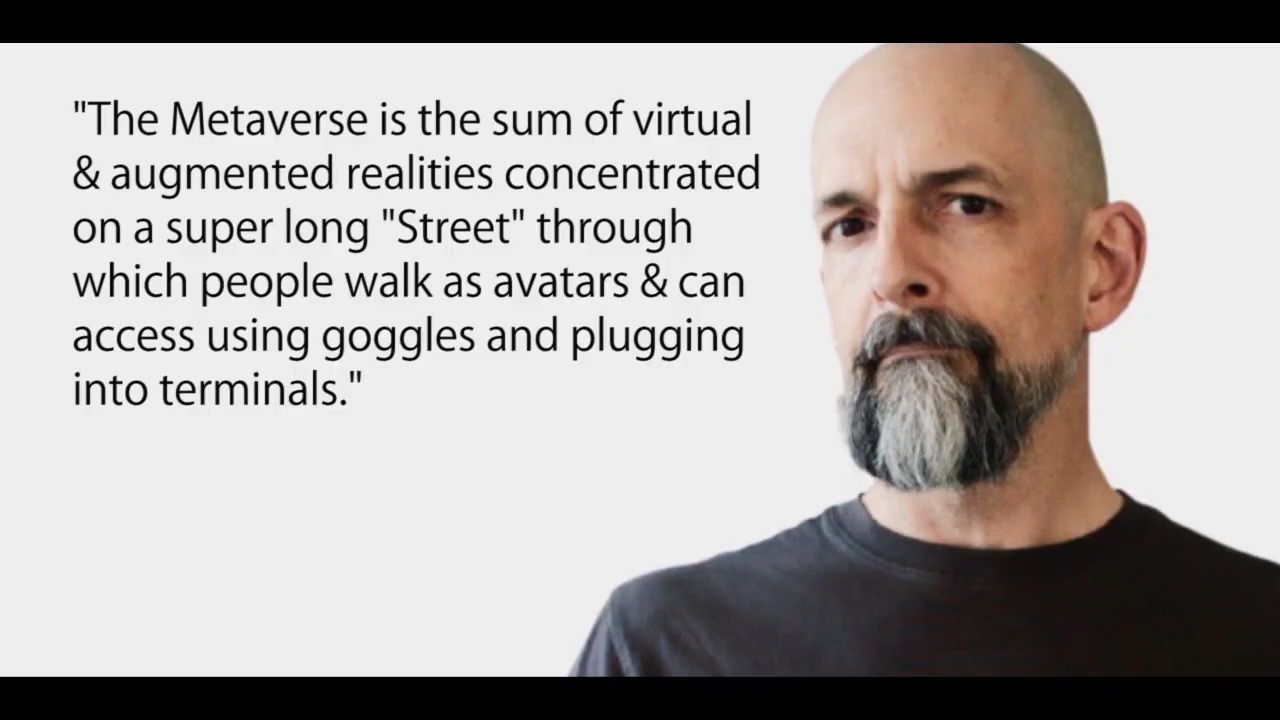 "The Metaverse is the sum of virtual
& augmented realities concentrated
on a super long "Street" through
which people walk as avatars & can
access using goggles and plugging
into terminals."